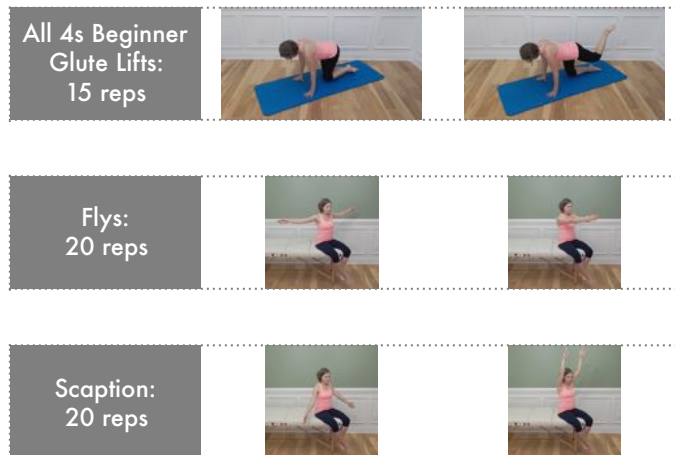 All 4s Beginner
Glute Lifts:
15 reps
Flys:
20 reps
Scaption:
20 reps